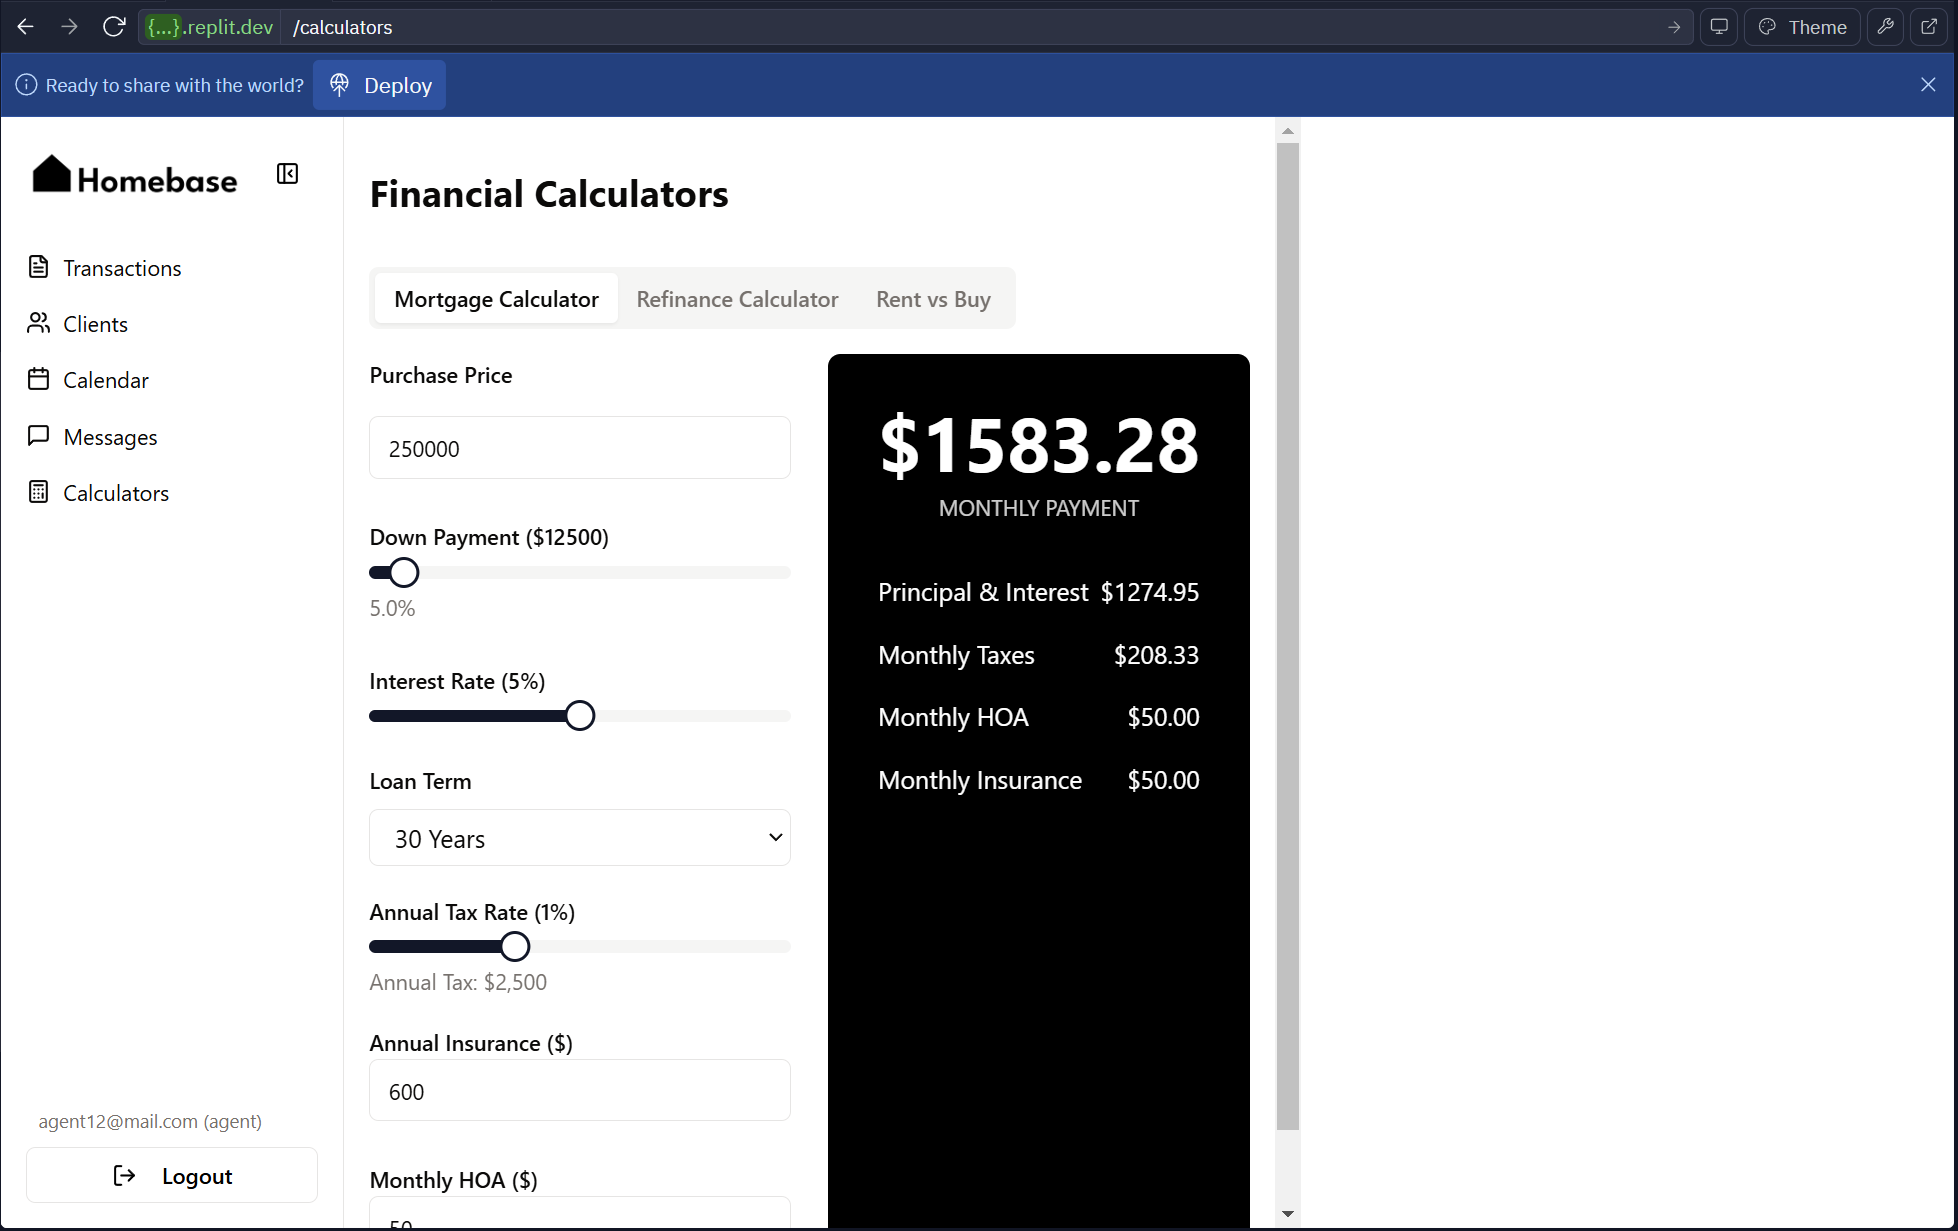 {...}.replit.dev /calculators
Theme
Ready to share with the world? Deploy
Homebase
Transactions
Clients
Calendar
Messages
Calculators
agent12@mail.com (agent)
Logout
Financial Calculators
Mortgage Calculator Refinance Calculator Rent vs Buy
Purchase Price
250000
Down Payment ($12500)
5.0%
Interest Rate (5%)
Loan Term
30 Years
Annual Tax Rate (1%)
Annual Tax: $2,500
Annual Insurance ($)
600
Monthly HOA ($)
50
$1583.28
MONTHLY PAYMENT
Principal & Interest $1274.95
Monthly Taxes $208.33
Monthly HOA $50.00
Monthly Insurance $50.00